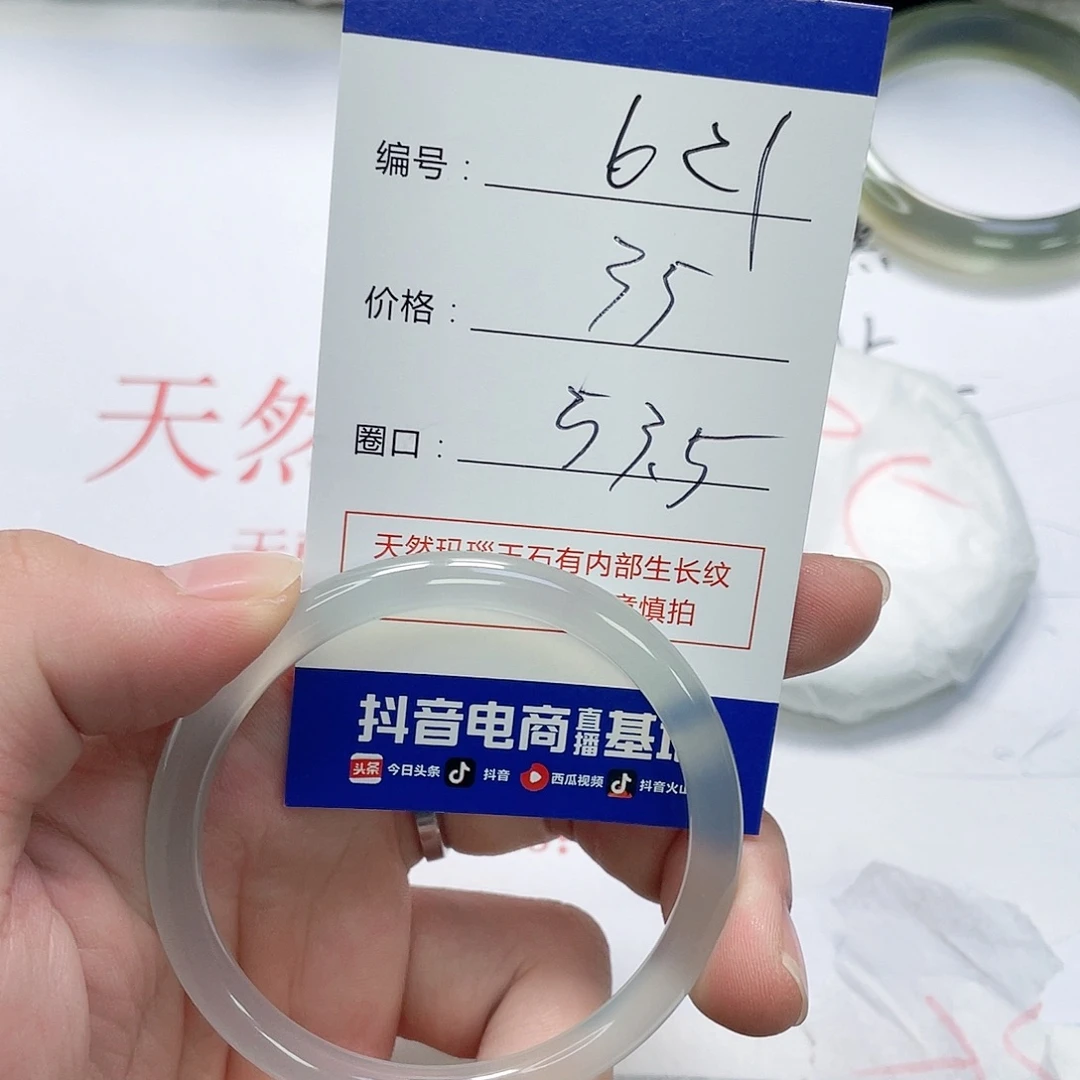 编号：621
价格：35
圈口：53.5
天然玛瑙玉石有内部生长纹
慎拍
抖音电商直播基
头条 今日头条 抖音 西瓜视频 抖音火山
天然